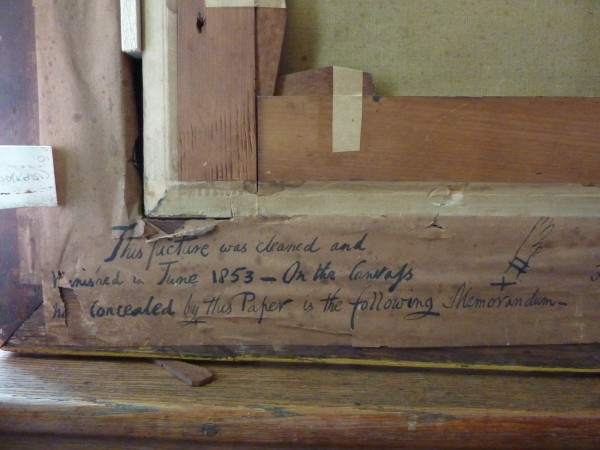 This picture was cleaned and
Varnished in June 1853 — On the Canvass
concealed by this Paper is the following Memorandum —